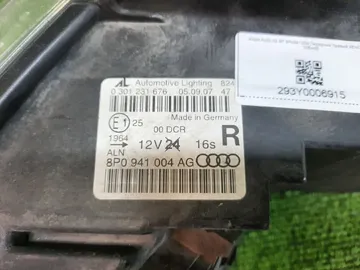 AL Automotive Lighting 824
0 301 231 676 05.09.07 47
Made in Germany
E1 25
00 DCR
1964
12V 24 16s R
ALN
8P0 941 004 AG
293Y0006915